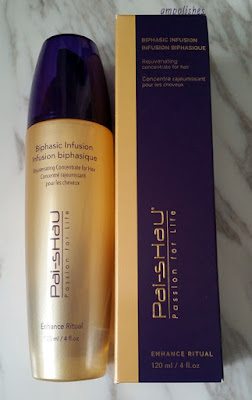 ombolishes
Biphasic Infusion
Infusion biphasique
Rejuvenating Concentrate for Hair
Concentré rajeunissant
pour les cheveux
Pai-SHaU
Passion for Life
Enhance Ritual
120 ml / 4 fl.oz
BIPHASIC INFUSION
INFUSION BIPHASIQUE
Rejuvenating
concentrate for hair
Concentré rajeunissant
pour les cheveux
Pai-SHaU
Passion for Life
ENHANCE RITUAL
120 ml / 4 fl.oz